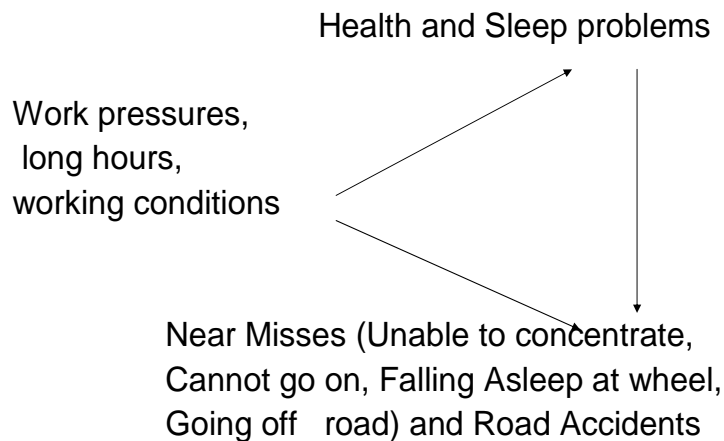 Health and Sleep problems
Work pressures,
long hours,
working conditions
Near Misses (Unable to concentrate,
Cannot go on, Falling Asleep at wheel,
Going off road) and Road Accidents